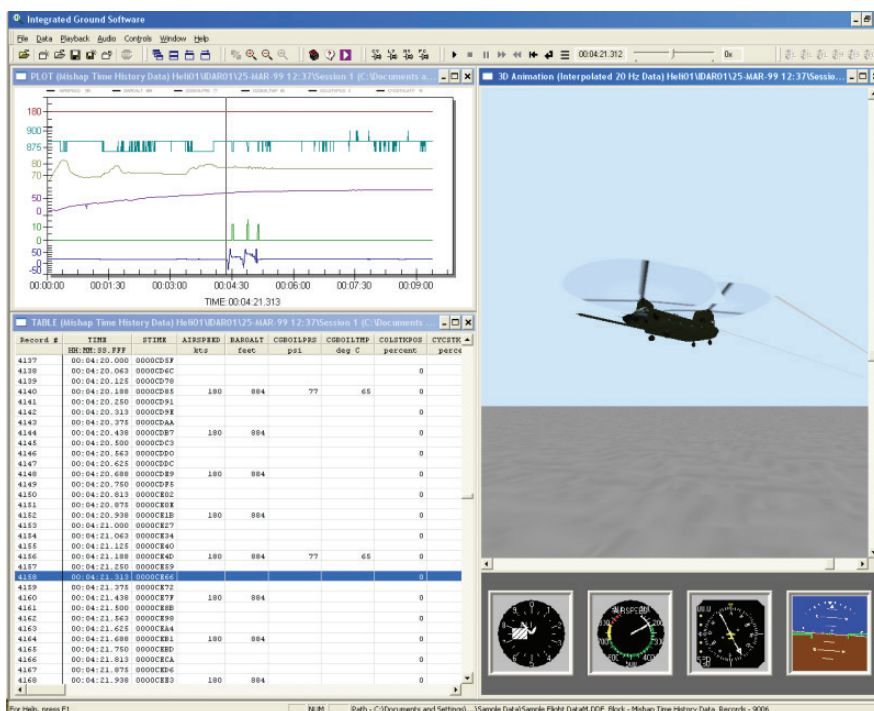 Integrated Ground Software
File Data Playback Audio Controls Window Help
00:04:21.312 0x
PLOT (Mishap Time History Data) Heli01\IDAR01\25-MAR-99 12:37\Session 1 (C:\Documents a...
180
900
875
80
70
50
0
10
0
50
0
-50
00:00:00 00:01:30 00:03:00 00:04:30 00:06:00 00:07:30 00:09:00
TIME:00:04:21.313
TABLE (Mishap Time History Data) Heli01\IDAR01\25-MAR-99 12:37\Session 1 (C:\Documents ...
Record # TIME STIME AIRSPEED BAROALT CGBOILPRS CGBOILTMP COLSTKPOS CYCSTK
HH:MM:SS.FFF kts feet psi deg C percent perce
4137 00:04:20.000 0000CD5F
4138 00:04:20.063 0000CD6C 0
4139 00:04:20.125 0000CD78
4140 00:04:20.188 0000CD85 180 884 77 65 0
4141 00:04:20.250 0000CD91
4142 00:04:20.313 0000CD9E 0
4143 00:04:20.375 0000CDAA
4144 00:04:20.438 0000CDB7 180 884 0
4145 00:04:20.500 0000CDC3
4146 00:04:20.563 0000CDD0 0
4147 00:04:20.625 0000CDDC
4148 00:04:20.688 0000CDE9 180 884 0
4149 00:04:20.750 0000CDF5
4150 00:04:20.813 0000CE02 0
4151 00:04:20.875 0000CE0E
4152 00:04:20.938 0000CE1B 180 884 0
4153 00:04:21.000 0000CE27
4154 00:04:21.063 0000CE34 0
4155 00:04:21.125 0000CE40
4156 00:04:21.188 0000CE4D 180 884 77 65 0
4157 00:04:21.250 0000CE59
4158 00:04:21.313 0000CE66 0
4159 00:04:21.375 0000CE72
4160 00:04:21.438 0000CE7F 180 884 0
4161 00:04:21.500 0000CE8B
4162 00:04:21.563 0000CE98 0
4163 00:04:21.625 0000CEA4
4164 00:04:21.688 0000CEB1 180 884 0
4165 00:04:21.750 0000CEBD
4166 00:04:21.813 0000CECA 0
4167 00:04:21.875 0000CED6
4168 00:04:21.938 0000CEE3 180 884 0
3D Animation (Interpolated 20 Hz Data) Heli01\IDAR01\25-MAR-99 12:37\Sessio...
AIRSPEED
For Help, press F1 NUM Path - C:\Documents and Settings\...\Sample Data\Sample Flight DataM.DDF, Block - Mishap Time History Data, Records - 9006